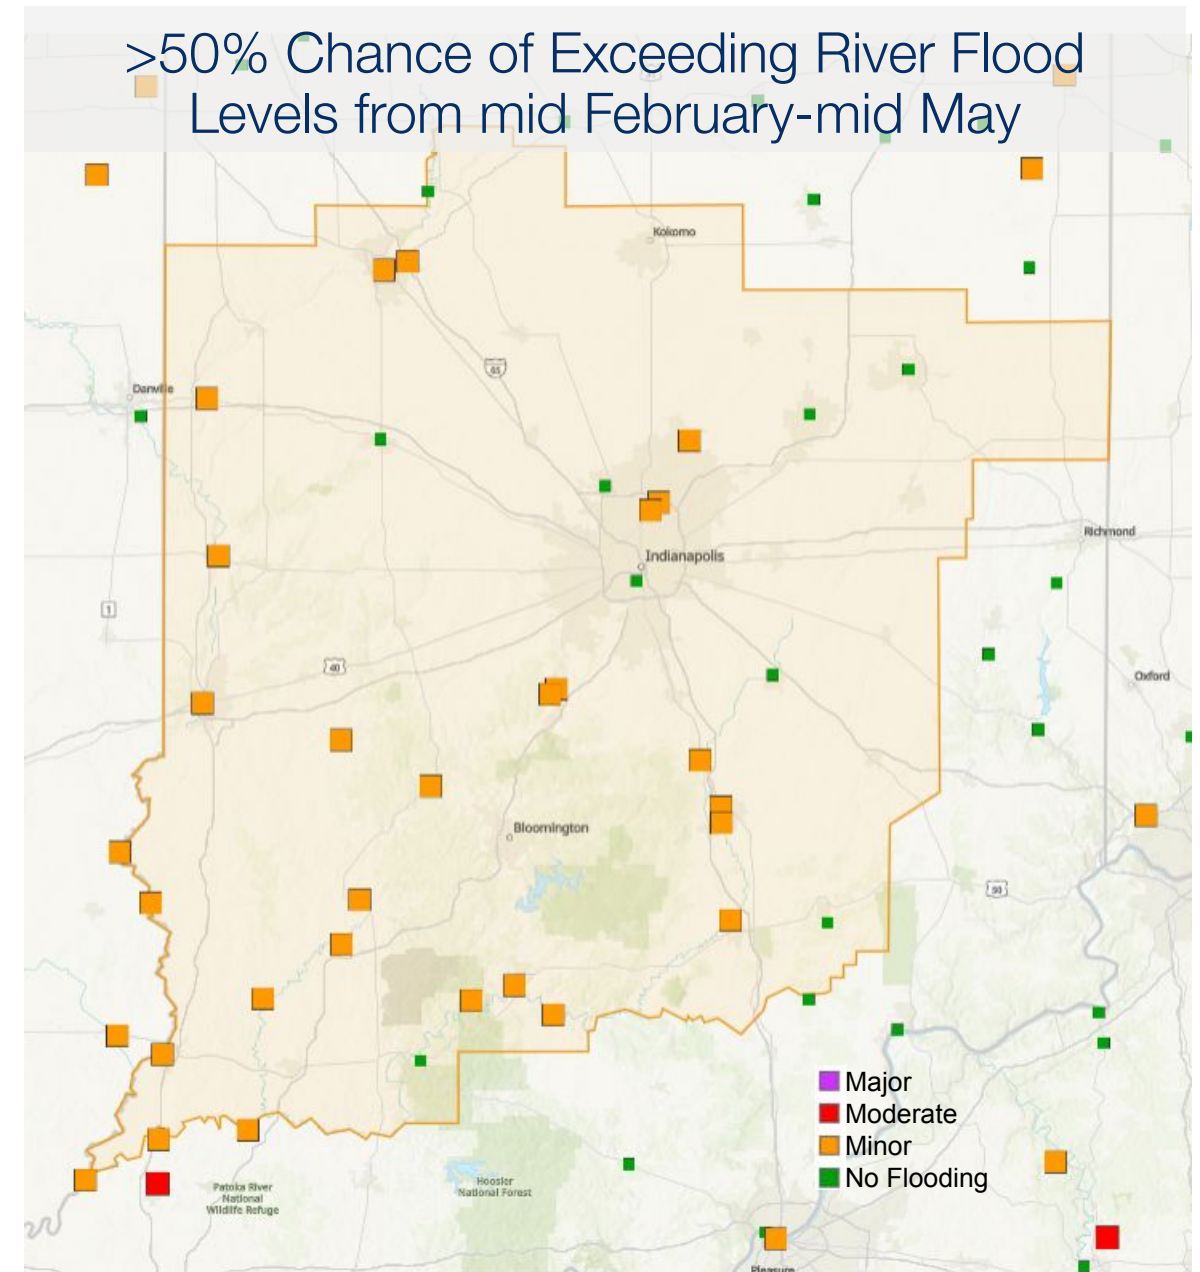 >50% Chance of Exceeding River Flood
Levels from mid February-mid May
Kokomo
65
Danville
Indianapolis
Richmond
1
40
Oxford
Bloomington
50
Major
Moderate
Minor
No Flooding
Patoka River
National
Wildlife Refuge
Hoosier
National Forest
Pleasure